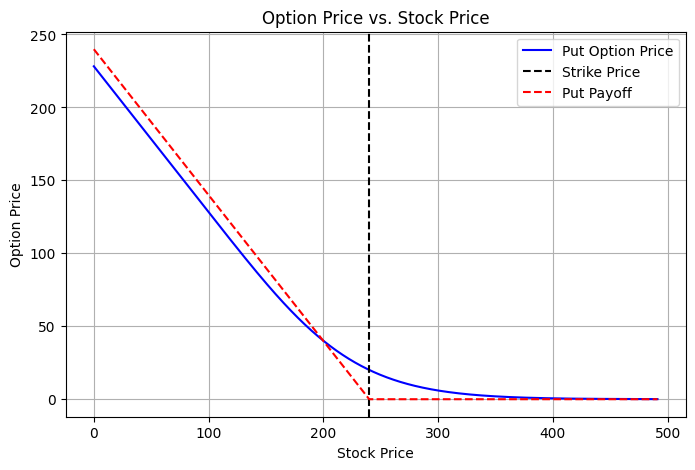 Option Price vs. Stock Price
Put Option Price
Strike Price
Put Payoff
Option Price
250
200
150
100
50
0
0 100 200 300 400 500
Stock Price